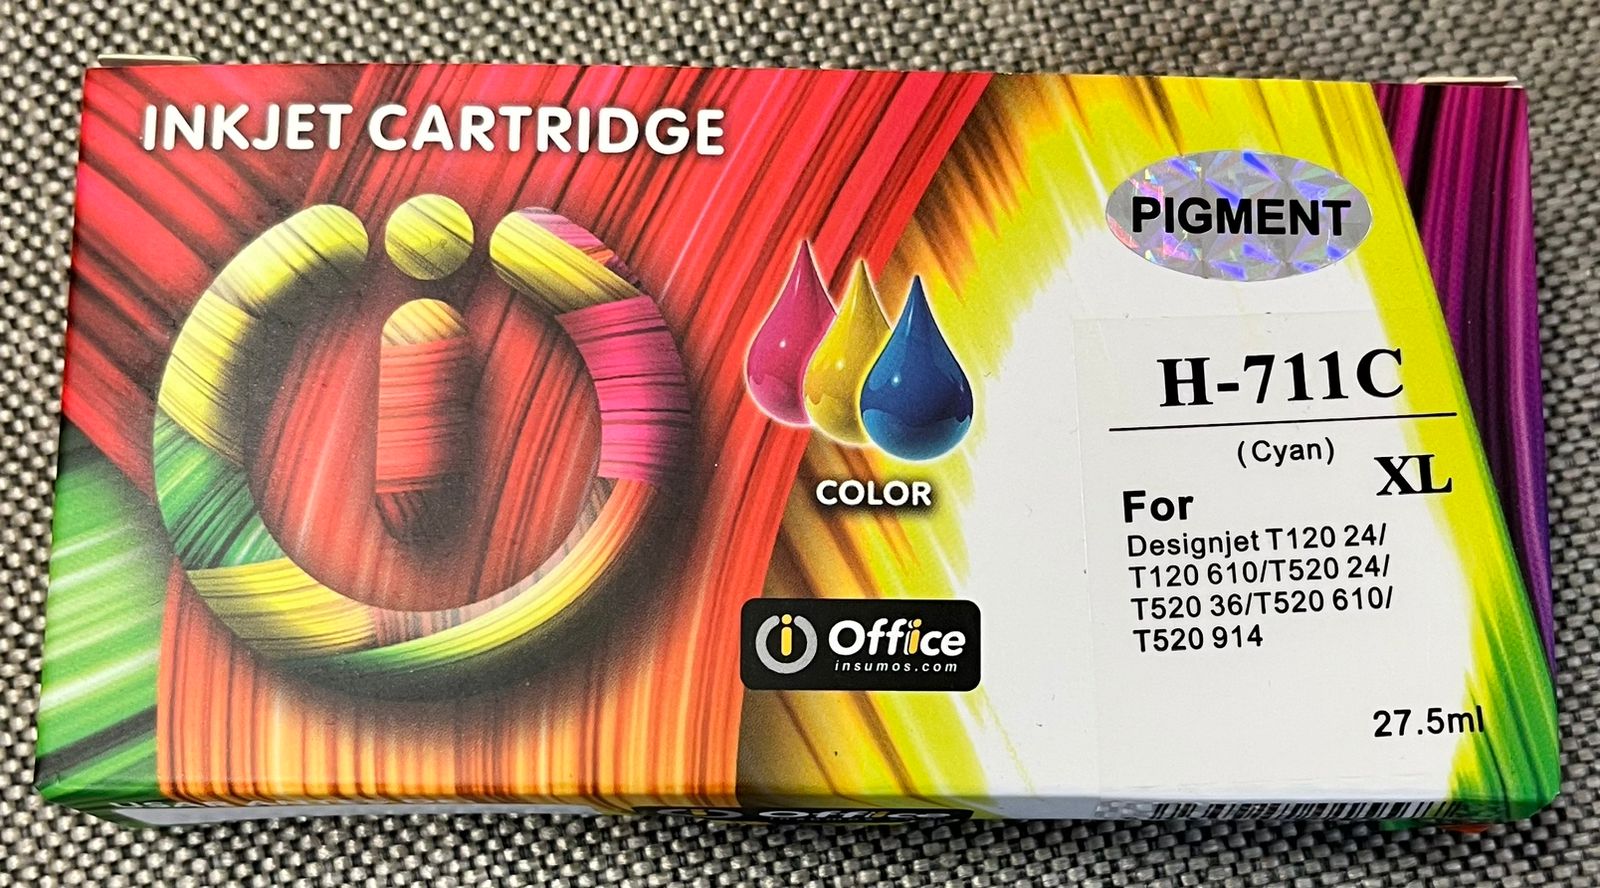 INKJET CARTRIDGE
PIGMENT
H-711C
(Cyan)
XL
For
Designjet T120 24/
T120 610/T520 24/
T520 36/T520 610/
T520 914
27.5ml
COLOR
Office
insumos.com
Office